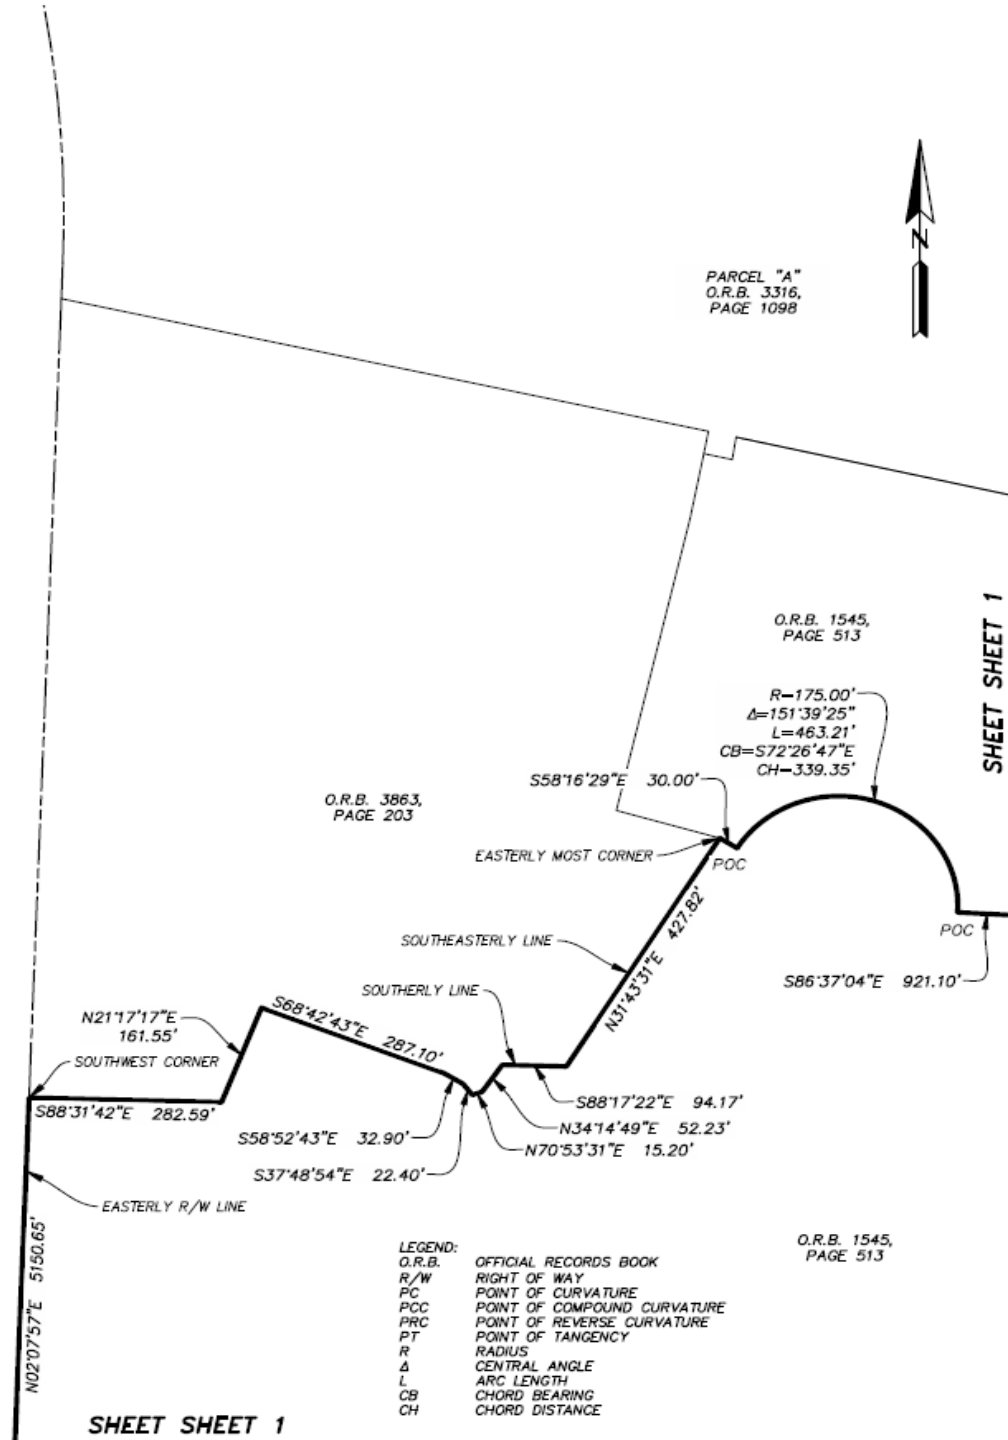 N
PARCEL "A"
O.R.B. 3316,
PAGE 1098
O.R.B. 1545,
PAGE 513
SHEET SHEET 1
R=175.00'
Δ=151°39'25"
L=463.21'
CB=S72°26'47"E
CH=339.35'
S58°16'29"E 30.00'
O.R.B. 3863,
PAGE 203
EASTERLY MOST CORNER
POC
N31°43'31"E 427.82'
POC
SOUTHEASTERLY LINE
S86°37'04"E 921.10'
SOUTHERLY LINE
S68°42'43"E 287.10'
N21°17'17"E
161.55'
SOUTHWEST CORNER
S88°31'42"E 282.59'
S88°17'22"E 94.17'
N34°14'49"E 52.23'
S58°52'43"E 32.90'
N70°53'31"E 15.20'
S37°48'54"E 22.40'
EASTERLY R/W LINE
N02°07'57"E 5150.65'
O.R.B. 1545,
PAGE 513
LEGEND:
O.R.B. OFFICIAL RECORDS BOOK
R/W RIGHT OF WAY
PC POINT OF CURVATURE
PCC POINT OF COMPOUND CURVATURE
PRC POINT OF REVERSE CURVATURE
PT POINT OF TANGENCY
R RADIUS
Δ CENTRAL ANGLE
L ARC LENGTH
CB CHORD BEARING
CH CHORD DISTANCE
SHEET SHEET 1